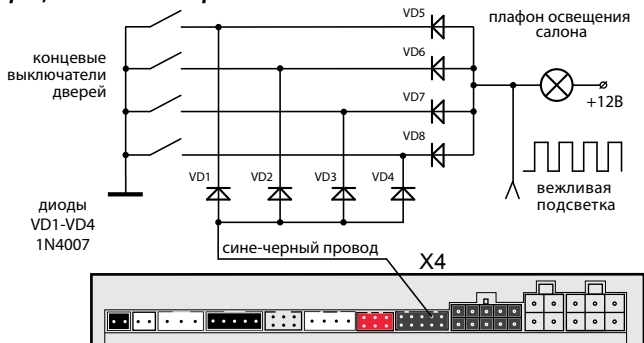 VD5
плафон освещения
салона
концевые
выключатели
дверей
VD6
+12В
VD7
VD8
VD1
VD2
VD3
VD4
вежливая
подсветка
диоды
VD1-VD4
1N4007
сине-черный провод
X4